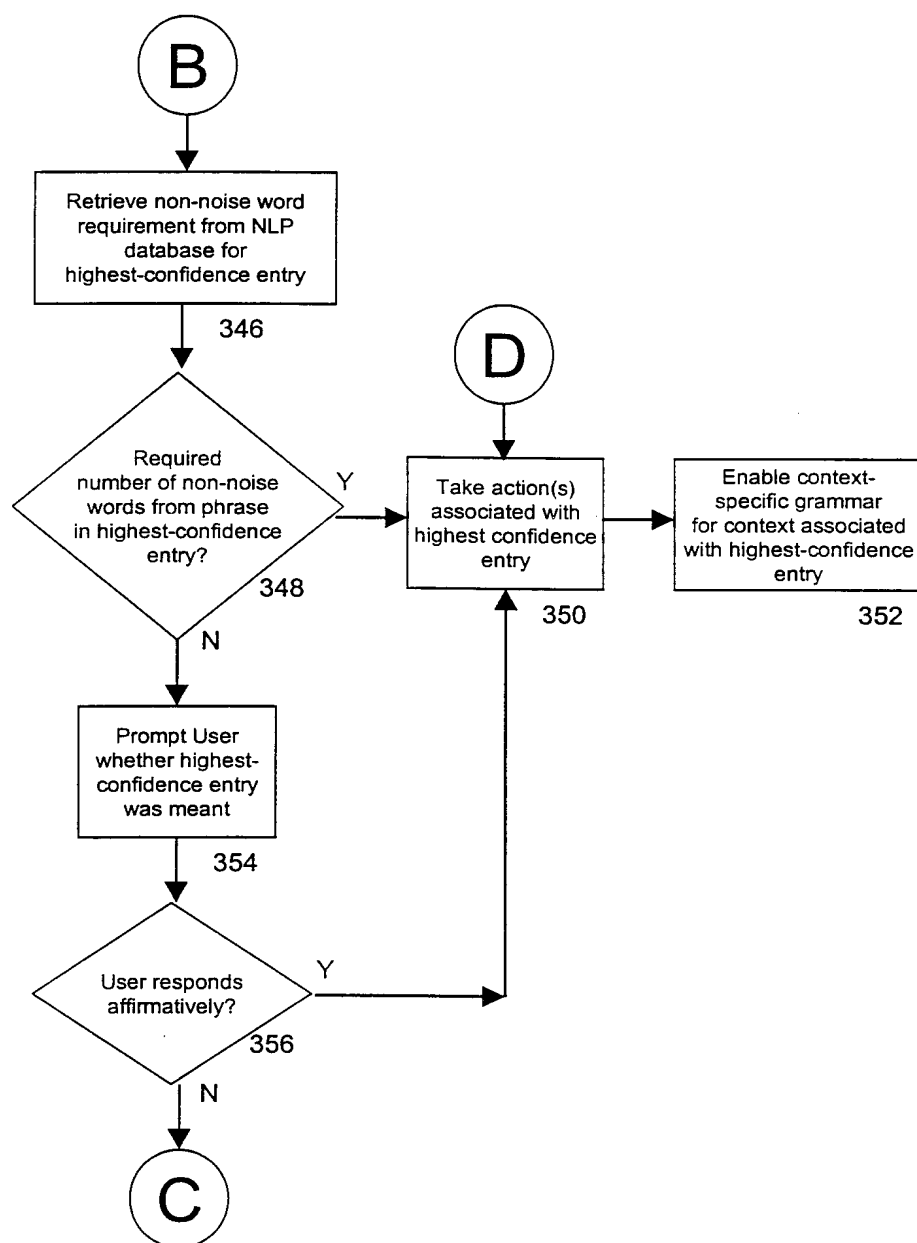 B
Retrieve non-noise word
requirement from NLP
database for
highest-confidence entry
346
D
Required
number of non-noise
words from phrase
in highest-confidence
entry?
Y
348
N
Take action(s)
associated with
highest confidence
entry
350
Enable context-
specific grammar
for context associated
with highest-confidence
entry
352
Prompt User
whether highest-
confidence entry
was meant
354
User responds
affirmatively?
Y
356
N
C